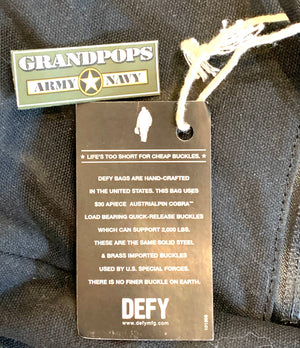 GRANDPOPS
ARMY NAVY
★ LIFE'S TOO SHORT FOR CHEAP BUCKLES. ★
DEFY BAGS ARE HAND-CRAFTED
IN THE UNITED STATES. THIS BAG USES
$30 APIECE AUSTRIALPIN COBRA™
LOAD BEARING QUICK-RELEASE BUCKLES
WHICH CAN SUPPORT 2,000 LBS.
THESE ARE THE SAME SOLID STEEL
& BRASS IMPORTED BUCKLES
USED BY U.S. SPECIAL FORCES.
THERE IS NO FINER BUCKLE ON EARTH.
DEFY
www.defymfg.com